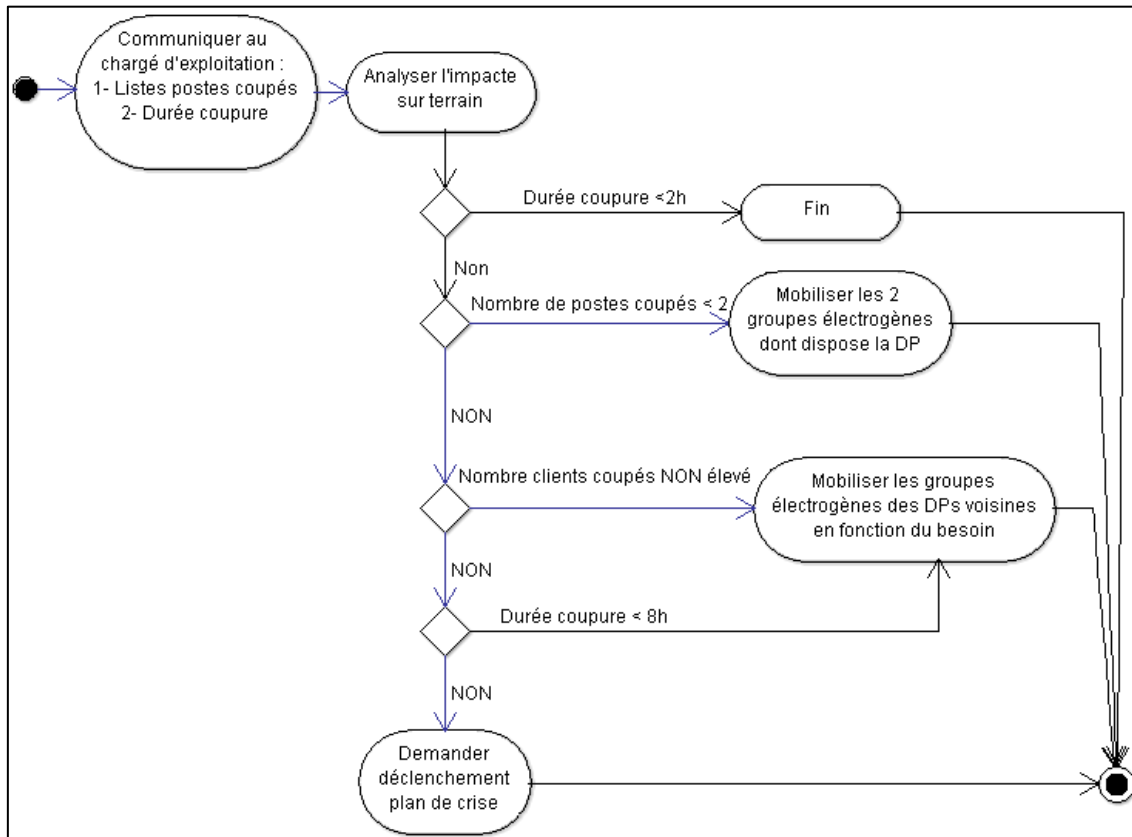 Communiquer au
chargé d'exploitation :
1- Listes postes coupés
2- Durée coupure
Analyser l'impacte
sur terrain
Durée coupure <2h
Fin
Non
Nombre de postes coupés < 2
Mobiliser les 2
groupes électrogènes
dont dispose la DP
NON
Nombre clients coupés NON élevé
Mobiliser les groupes
électrogènes des DPs voisines
en fonction du besoin
NON
Durée coupure < 8h
NON
Demander
déclenchement
plan de crise